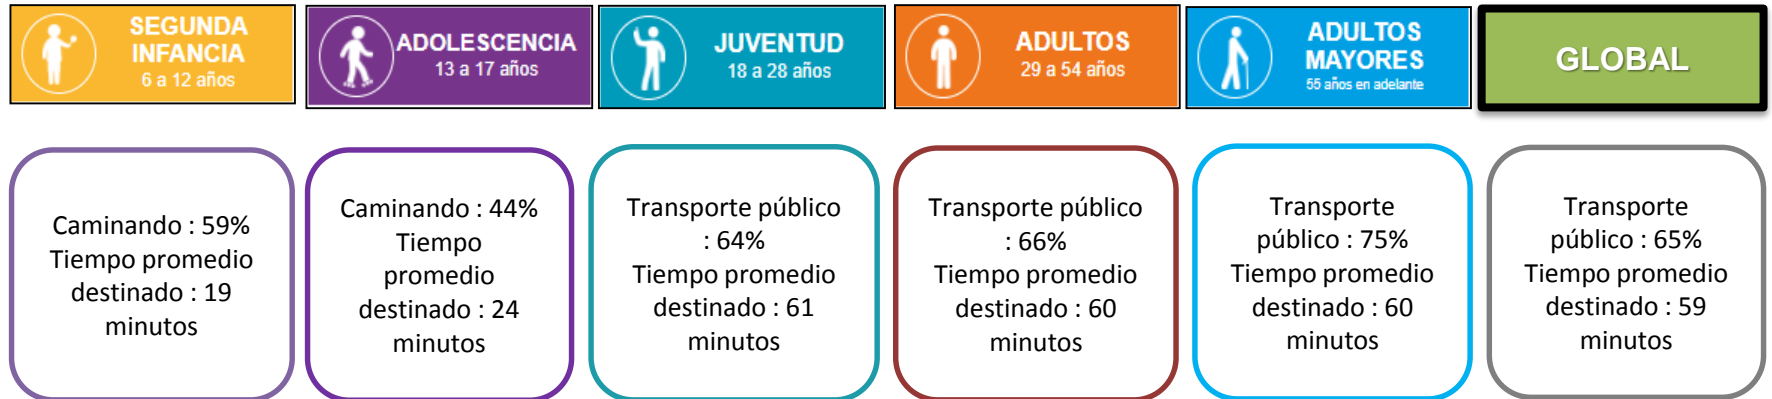 SEGUNDA
INFANCIA
6 a 12 años
ADOLESCENCIA
13 a 17 años
JUVENTUD
18 a 28 años
ADULTOS
29 a 54 años
ADULTOS
MAYORES
55 años en adelante
GLOBAL
Caminando : 59%
Tiempo promedio
destinado : 19
minutos
Caminando : 44%
Tiempo
promedio
destinado : 24
minutos
Transporte público
: 64%
Tiempo promedio
destinado : 61
minutos
Transporte público
: 66%
Tiempo promedio
destinado : 60
minutos
Transporte
público : 75%
Tiempo promedio
destinado : 60
minutos
Transporte
público : 65%
Tiempo promedio
destinado : 59
minutos